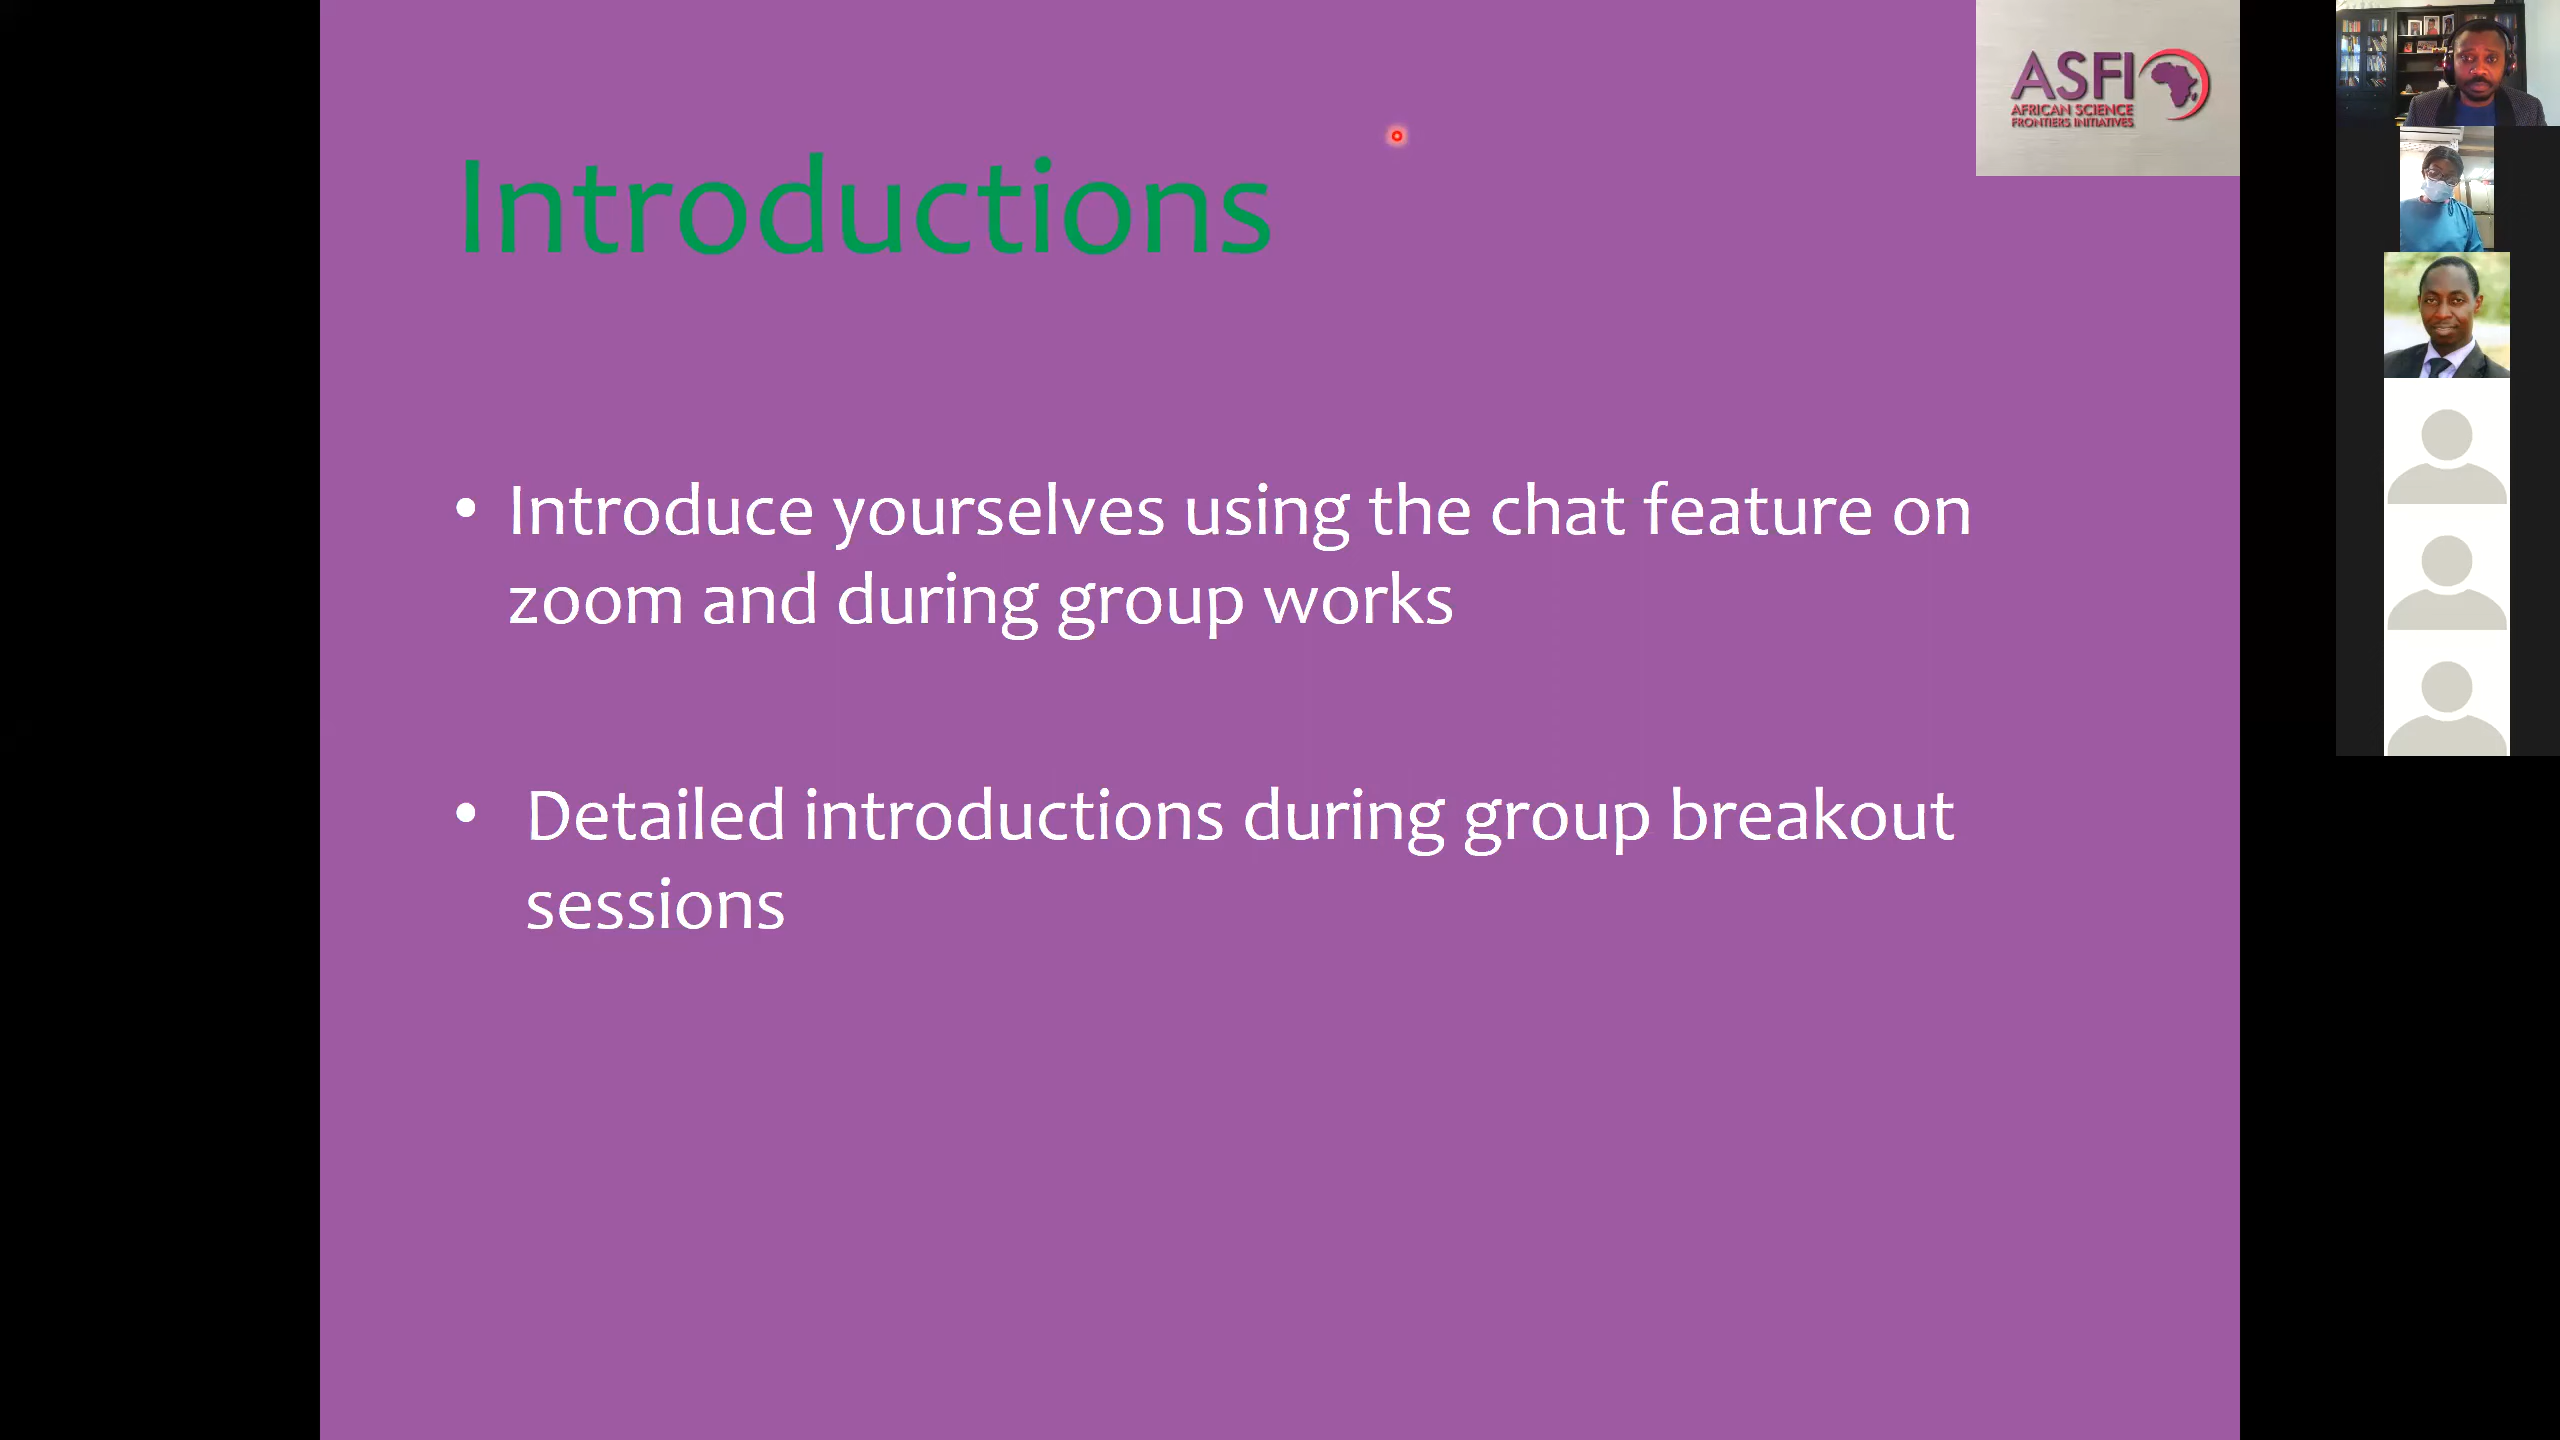 ASFI
AFRICAN SCIENCE
FRONTIERS INITIATIVES
Introductions
• Introduce yourselves using the chat feature on
zoom and during group works
• Detailed introductions during group breakout
sessions